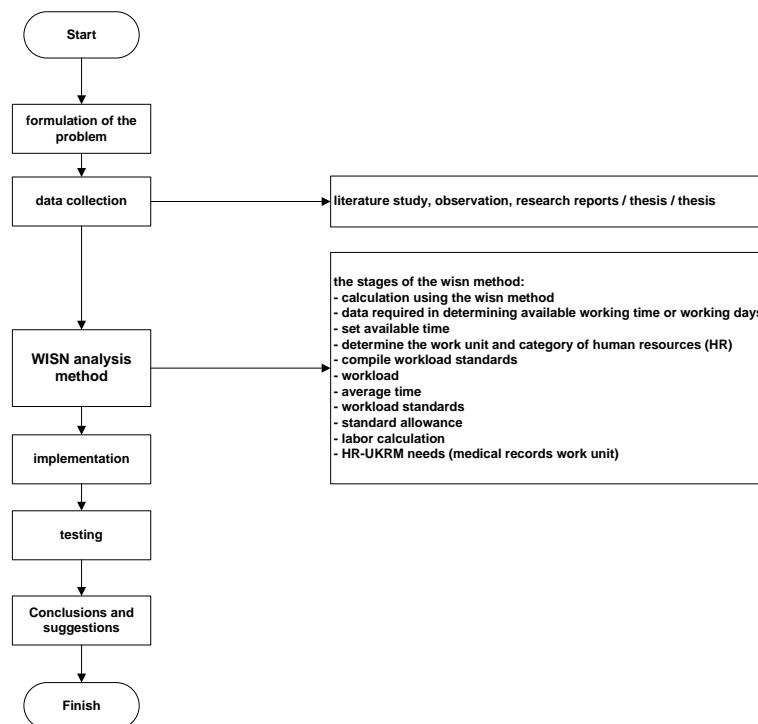 Start
formulation of the
problem
data collection
literature study, observation, research reports / thesis / thesis
the stages of the wisn method:
- calculation using the wisn method
- data required in determining available working time or working days
- set available time
- determine the work unit and category of human resources (HR)
- compile workload standards
- workload
- average time
- workload standards
- standard allowance
- labor calculation
- HR-UKRM needs (medical records work unit)
WISN analysis
method
implementation
testing
Conclusions and
suggestions
Finish